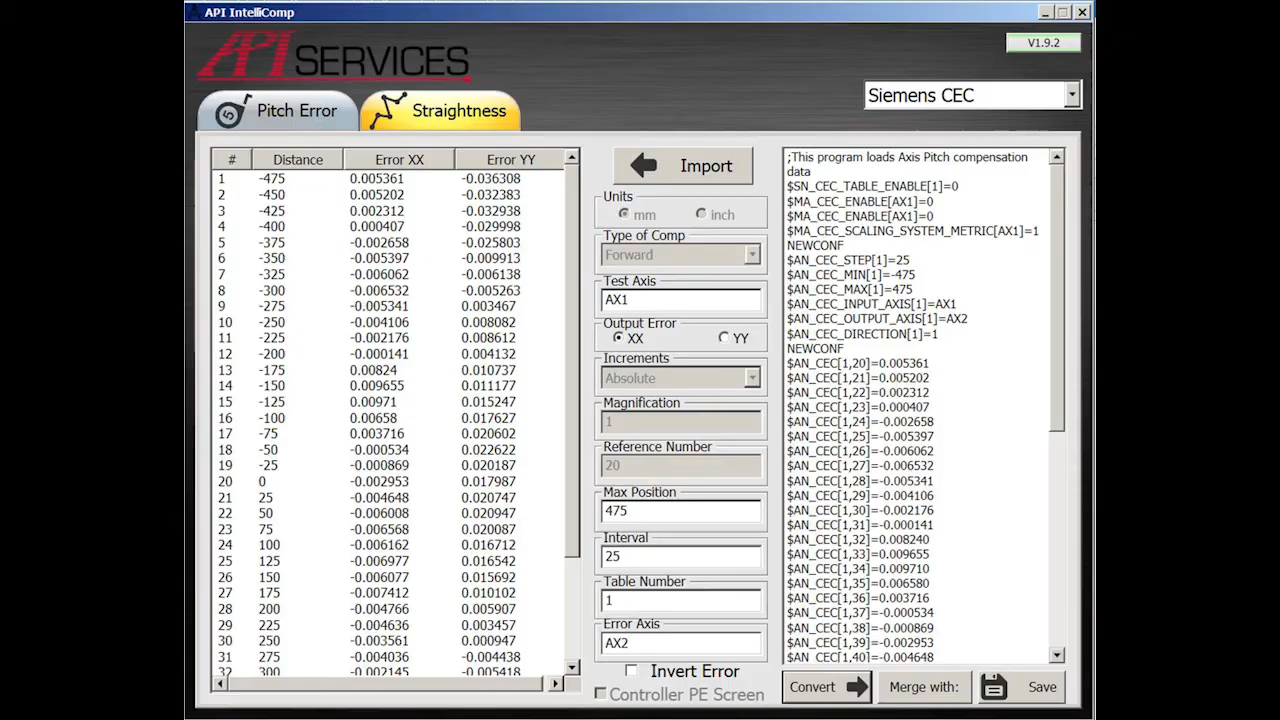 API IntelliComp
API SERVICES
V1.9.2
Siemens CEC
Pitch Error
Straightness
# Distance Error XX Error YY
1 -475 0.005361 -0.036308
2 -450 0.005202 -0.032383
3 -425 0.002312 -0.032938
4 -400 0.000407 -0.029998
5 -375 -0.002658 -0.025803
6 -350 -0.005397 -0.009913
7 -325 -0.006062 -0.006138
8 -300 -0.006532 -0.005263
9 -275 -0.005341 0.003467
10 -250 -0.004106 0.008082
11 -225 -0.002176 0.008612
12 -200 -0.000141 0.004132
13 -175 0.00824 0.010737
14 -150 0.009655 0.011177
15 -125 0.00971 0.015247
16 -100 0.00658 0.017627
17 -75 0.003716 0.020602
18 -50 -0.000534 0.022622
19 -25 -0.000869 0.020187
20 0 -0.002953 0.017987
21 25 -0.004648 0.020747
22 50 -0.006008 0.020947
23 75 -0.006568 0.020087
24 100 -0.006162 0.016712
25 125 -0.006977 0.016542
26 150 -0.006077 0.015692
27 175 -0.007412 0.010102
28 200 -0.004766 0.005907
29 225 -0.004636 0.003457
30 250 -0.003561 0.000947
31 275 -0.004036 -0.004438
32 300 -0.002145 -0.005418
Import
Units
mm inch
Type of Comp
Forward
Test Axis
AX1
Output Error
XX YY
Increments
Absolute
Magnification
1
Reference Number
20
Max Position
475
Interval
25
Table Number
1
Error Axis
AX2
Invert Error
Controller PE Screen
;This program loads Axis Pitch compensation
data
$SN_CEC_TABLE_ENABLE[1]=0
$MA_CEC_ENABLE[AX1]=0
$MA_CEC_ENABLE[AX1]=0
$MA_CEC_SCALING_SYSTEM_METRIC[AX1]=1
NEWCONF
$AN_CEC_STEP[1]=25
$AN_CEC_MIN[1]=-475
$AN_CEC_MAX[1]=475
$AN_CEC_INPUT_AXIS[1]=AX1
$AN_CEC_OUTPUT_AXIS[1]=AX2
$AN_CEC_DIRECTION[1]=1
NEWCONF
$AN_CEC[1,20]=0.005361
$AN_CEC[1,21]=0.005202
$AN_CEC[1,22]=0.002312
$AN_CEC[1,23]=0.000407
$AN_CEC[1,24]=-0.002658
$AN_CEC[1,25]=-0.005397
$AN_CEC[1,26]=-0.006062
$AN_CEC[1,27]=-0.006532
$AN_CEC[1,28]=-0.005341
$AN_CEC[1,29]=-0.004106
$AN_CEC[1,30]=-0.002176
$AN_CEC[1,31]=-0.000141
$AN_CEC[1,32]=0.008240
$AN_CEC[1,33]=0.009655
$AN_CEC[1,34]=0.009710
$AN_CEC[1,35]=0.006580
$AN_CEC[1,36]=0.003716
$AN_CEC[1,37]=-0.000534
$AN_CEC[1,38]=-0.000869
$AN_CEC[1,39]=-0.002953
$AN_CEC[1,40]=-0.004648
Convert
Merge with:
Save